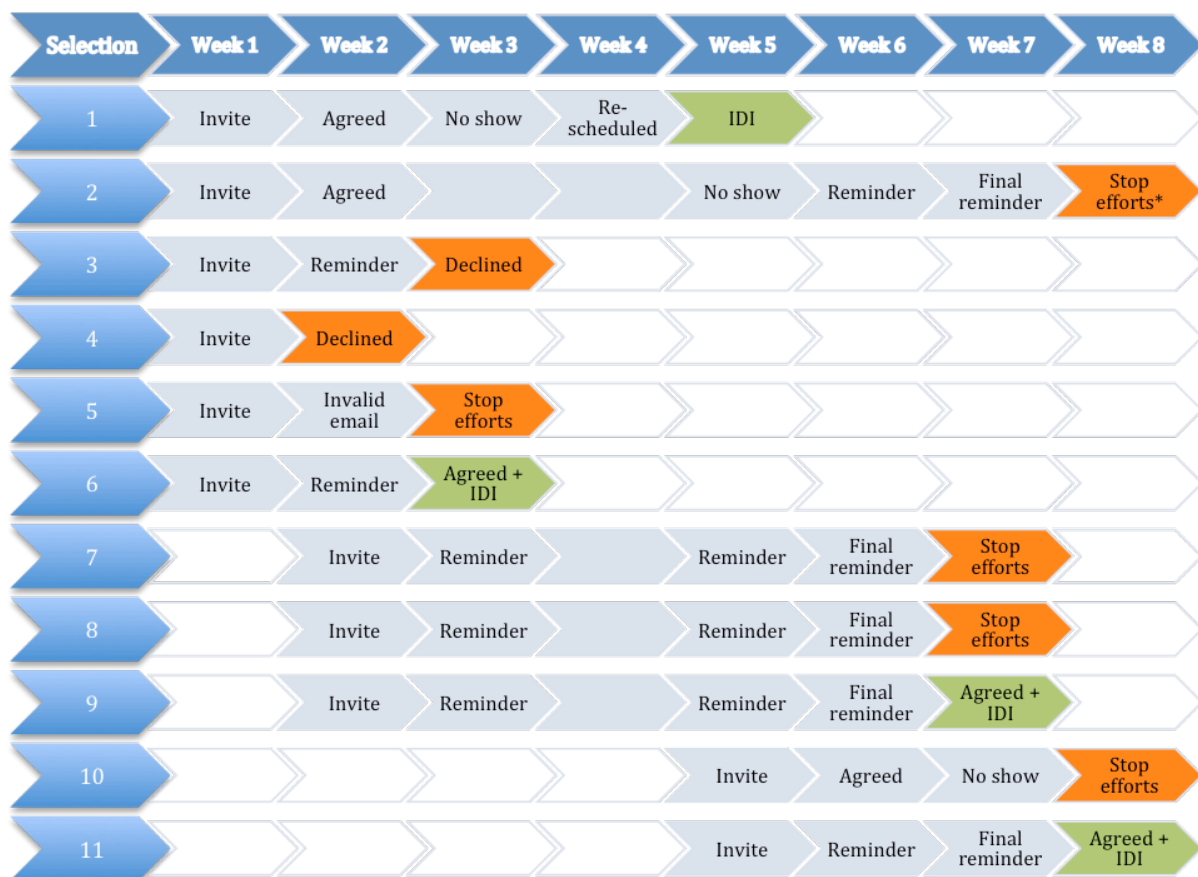 Selection Week 1 Week 2 Week 3 Week 4 Week 5 Week 6 Week 7 Week 8
1 Invite Agreed No show Re-
scheduled IDI
2 Invite Agreed No show Reminder Final
reminder Stop
efforts*
3 Invite Reminder Declined
4 Invite Declined
5 Invite Invalid
email Stop
efforts
6 Invite Reminder Agreed +
IDI
7 Invite Reminder Reminder Final
reminder Stop
efforts
8 Invite Reminder Reminder Final
reminder Stop
efforts
9 Invite Reminder Reminder Final
reminder Agreed +
IDI
10 Invite Agreed No show Stop
efforts
11 Invite Reminder Final
reminder Agreed +
IDI